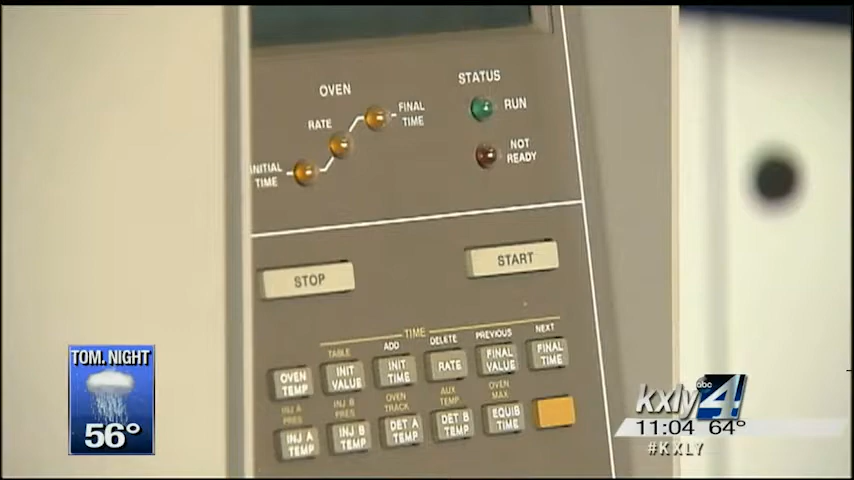 OVEN
STATUS
RATE
FINAL
TIME
RUN
INITIAL
TIME
NOT
READY
STOP
START
TIME
TABLE
ADD
DELETE
PREVIOUS
NEXT
OVEN
TEMP
INIT
VALUE
INIT
TIME
RATE
FINAL
VALUE
FINAL
TIME
INJ A
PRES
INJ B
PRES
OVEN
TRACK
AUX
TEMP
OVEN
MAX
INJ A
TEMP
INJ B
TEMP
DET A
TEMP
DET B
TEMP
EQUIB
TIME
TOM. NIGHT
56°
kxly abc 4
11:04 64°
#KXLY